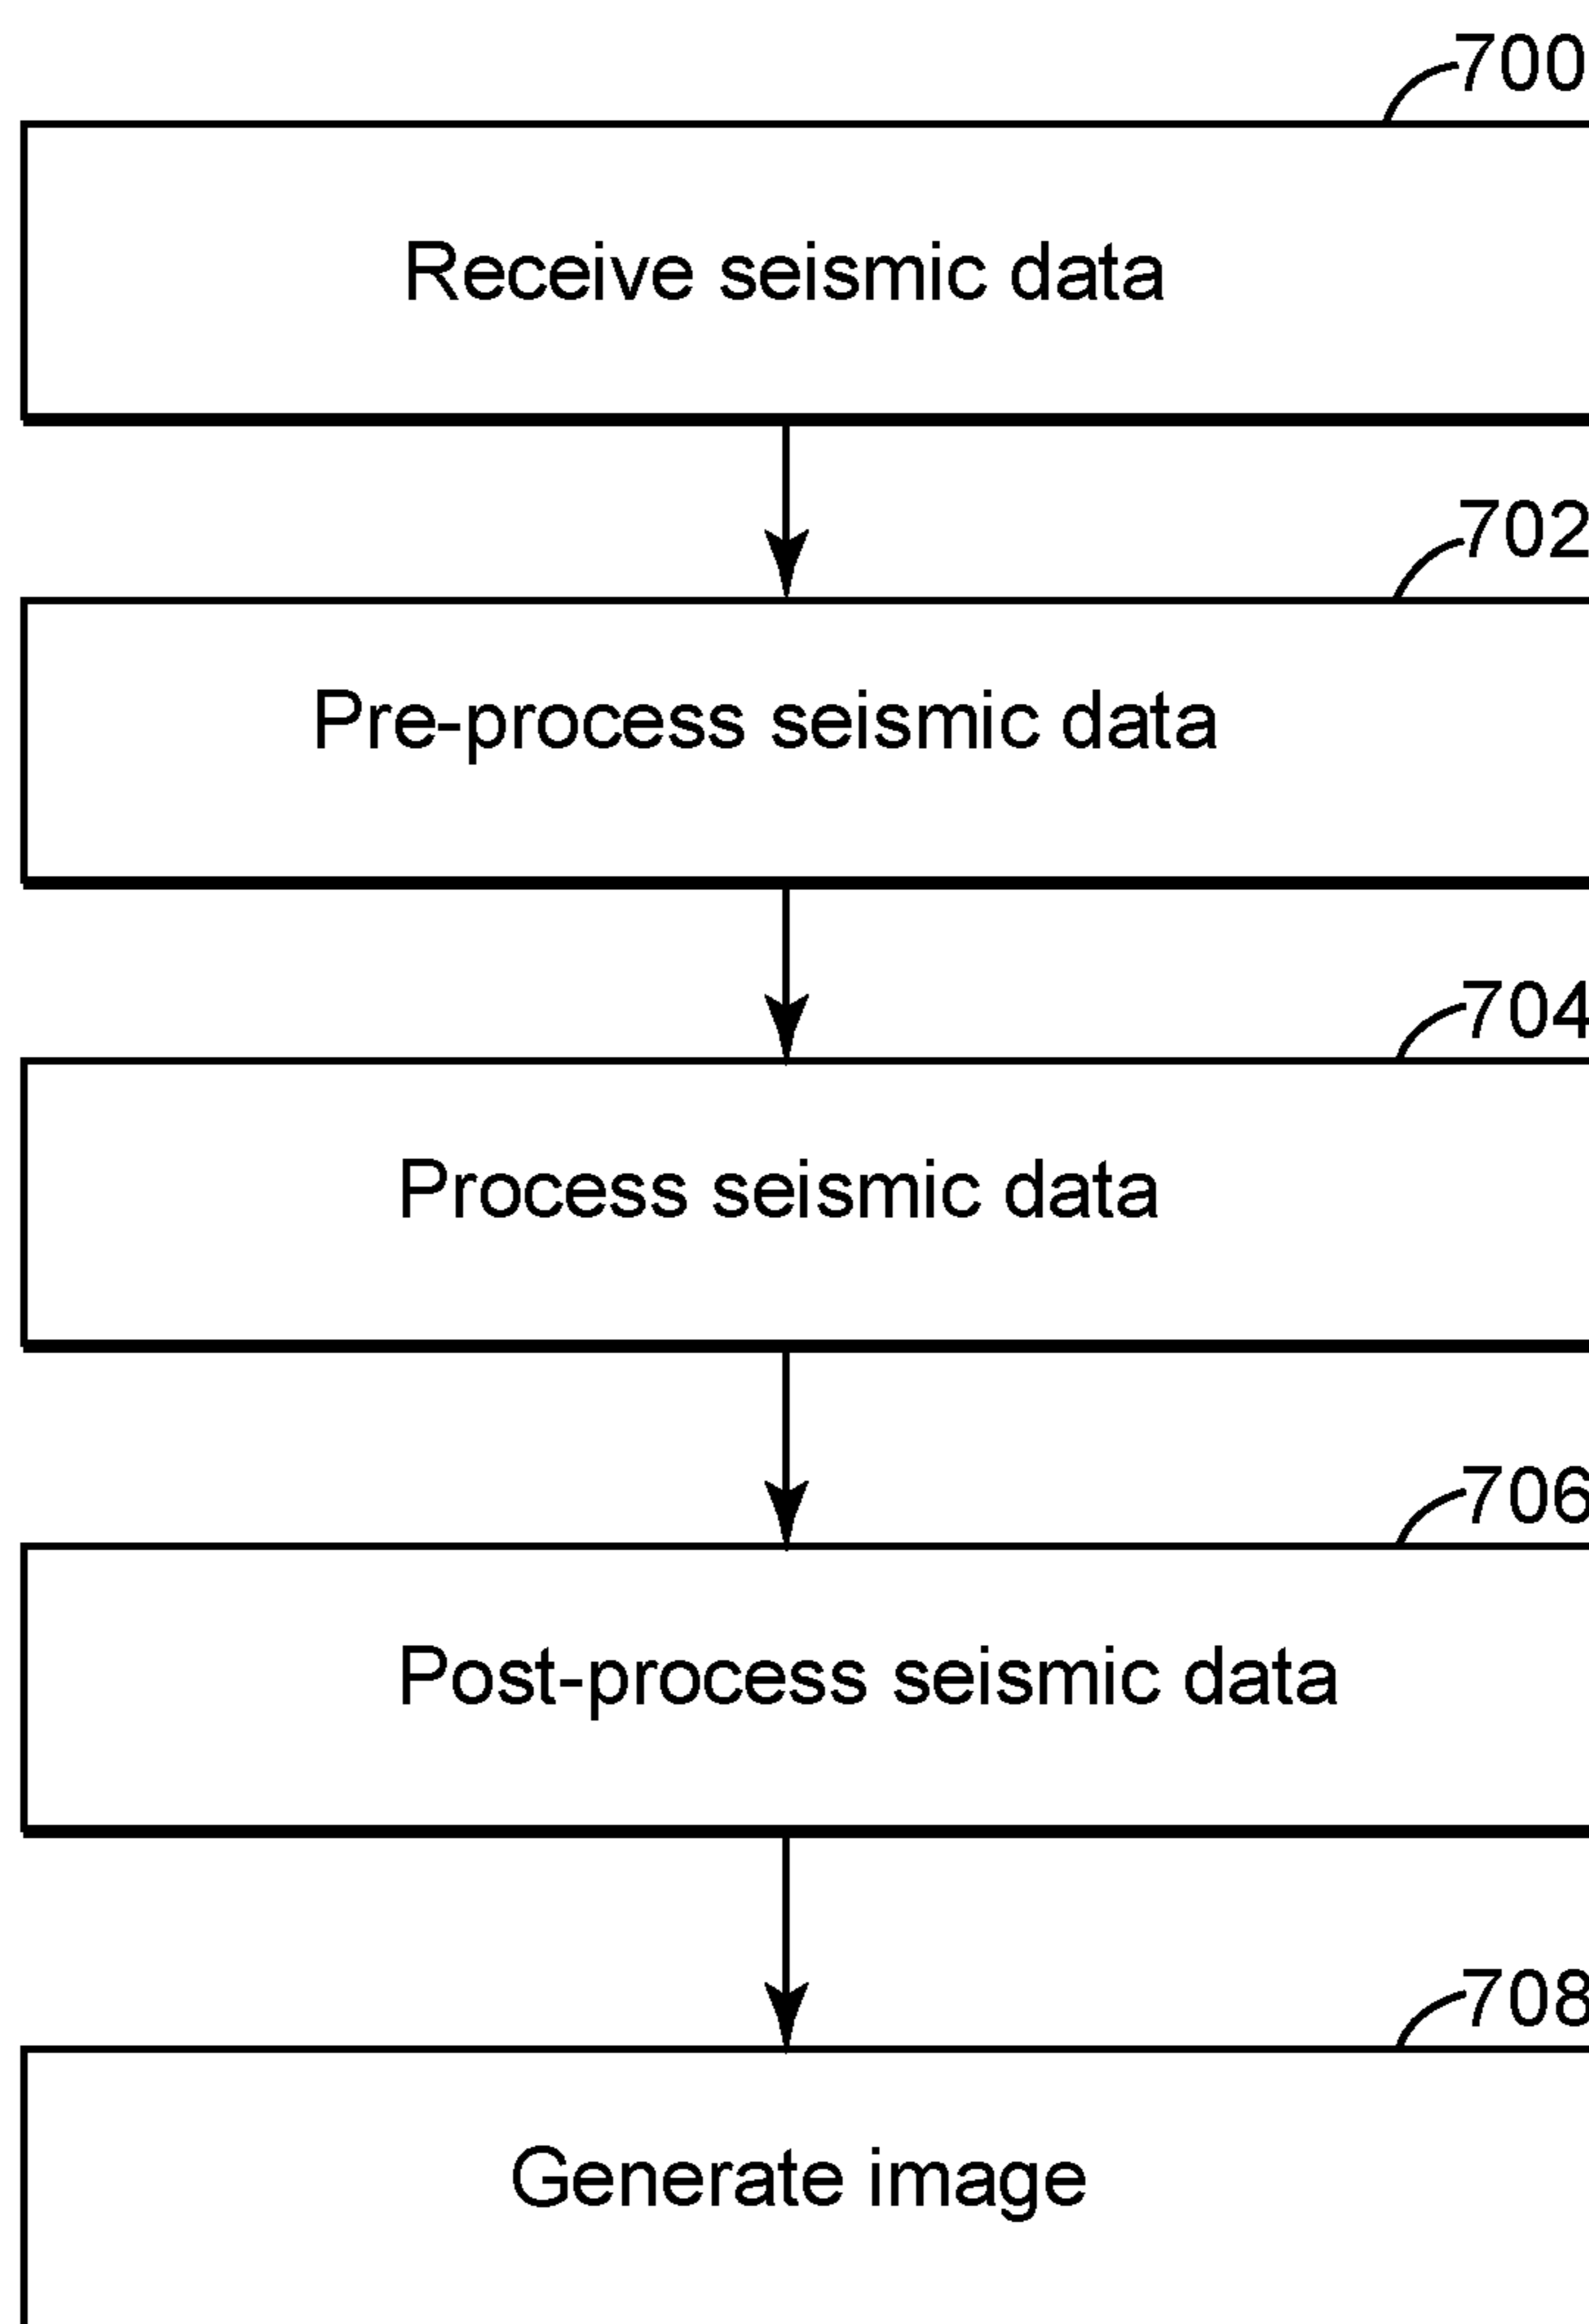 700
Receive seismic data
702
Pre-process seismic data
704
Process seismic data
706
Post-process seismic data
708
Generate image